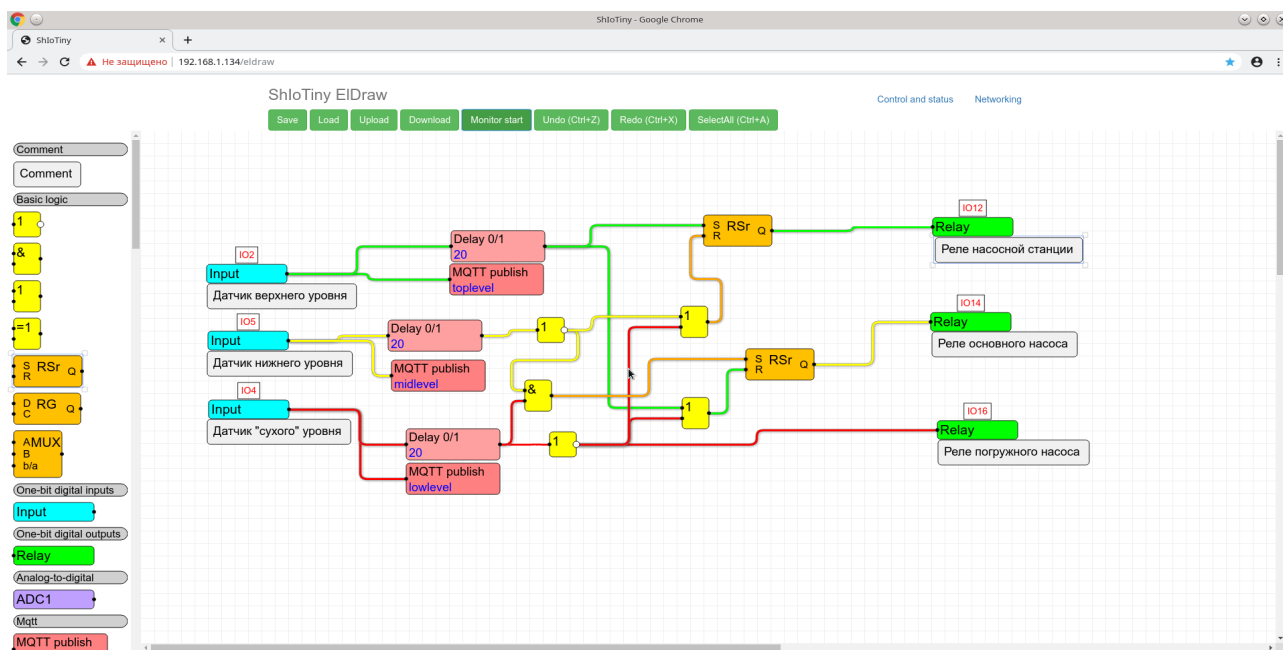 ShIoTiny - Google Chrome
ShIoTiny
Не защищено 192.168.1.134/eldraw
ShIoTiny ElDraw
Control and status Networking
Save Load Upload Download Monitor start Undo (Ctrl+Z) Redo (Ctrl+X) SelectAll (Ctrl+A)
Comment
Comment
Basic logic
1
&
1
=1
S RSr Q
R
D RG Q
C
AMUX
B
b/a
One-bit digital inputs
Input
One-bit digital outputs
Relay
Analog-to-digital
ADC1
Mqtt
MQTT publish
IO2
Input
Датчик верхнего уровня
Delay 0/1
20
MQTT publish
toplevel
S RSr Q
R
IO12
Relay
Реле насосной станции
IO5
Input
Датчик нижнего уровня
Delay 0/1
20
MQTT publish
midlevel
1
1
IO14
Relay
Реле основного насоса
S RSr Q
R
IO4
Input
Датчик "сухого" уровня
&
1
Delay 0/1
20
MQTT publish
lowlevel
1
IO16
Relay
Реле погружного насоса